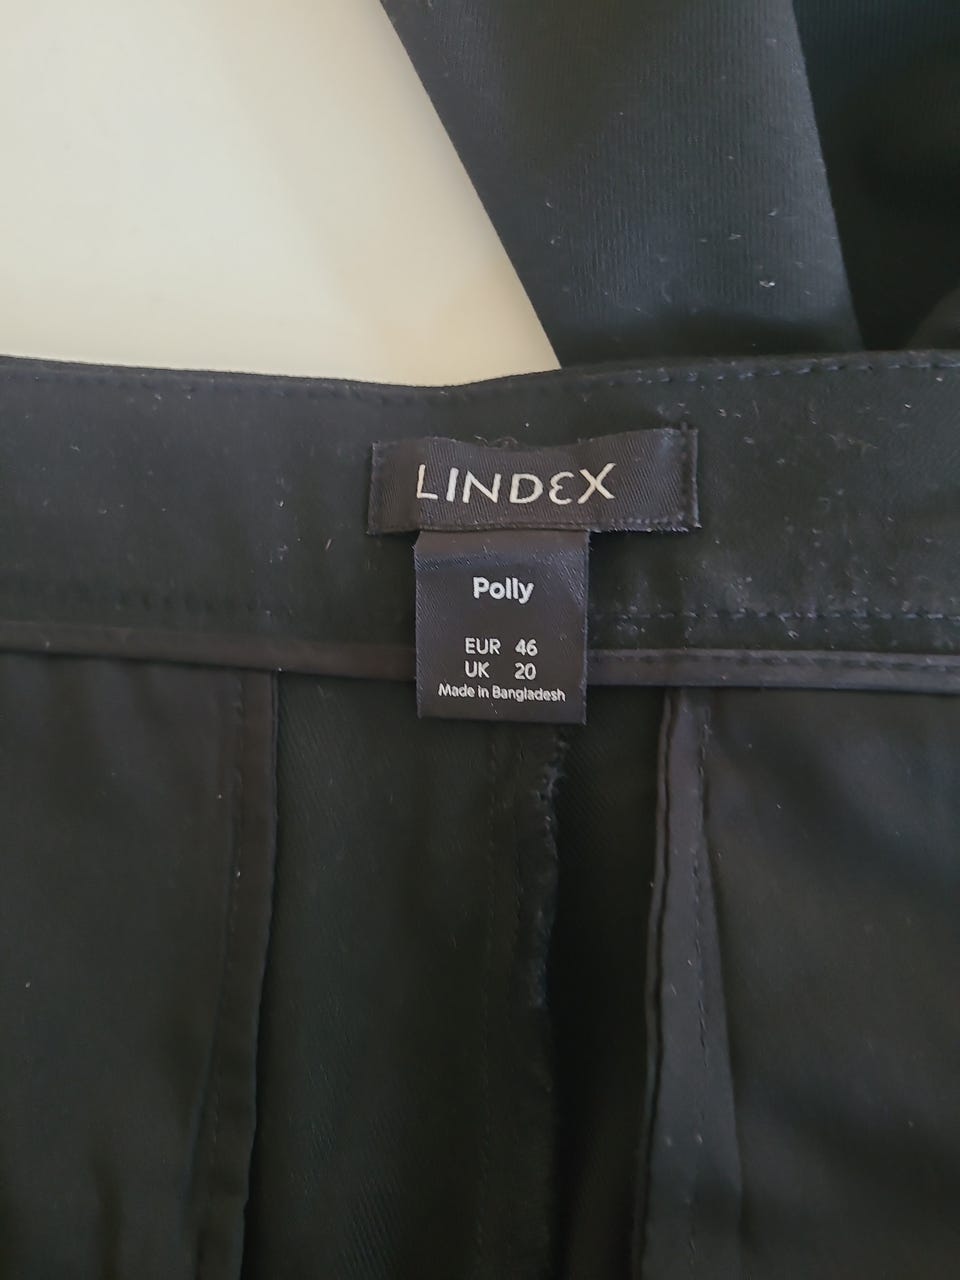 LINDEX
Polly
EUR 46
UK 20
Made in Bangladesh